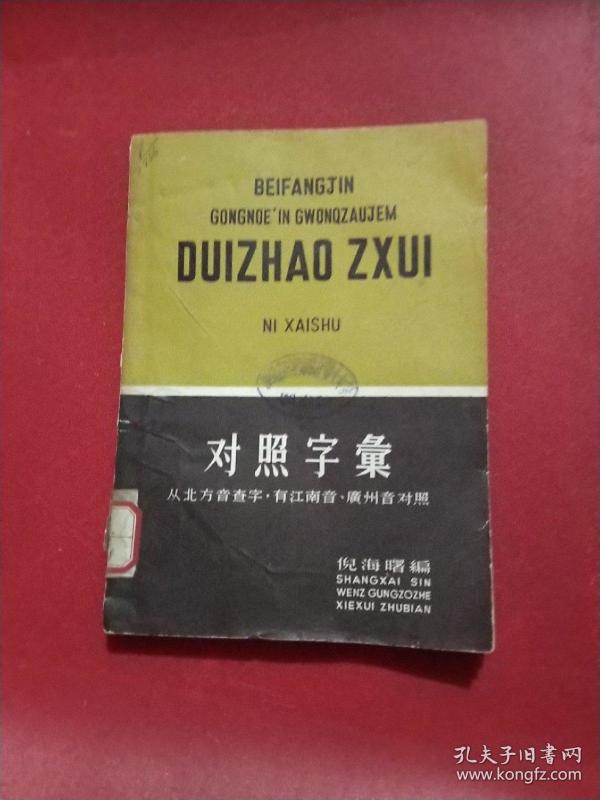 BEIFANGJIN
GONGNOE'IN GWONQZAUJEM
DUIZHAO ZXUI
NI XAISHU
对照字彙
从北方音查字·有江南音、廣州音对照
倪海曙編
SHANGXAI SIN
WENZ GUNGZOZHE
XIEXUI ZHUBIAN
孔夫子旧書网
www.kongfz.com